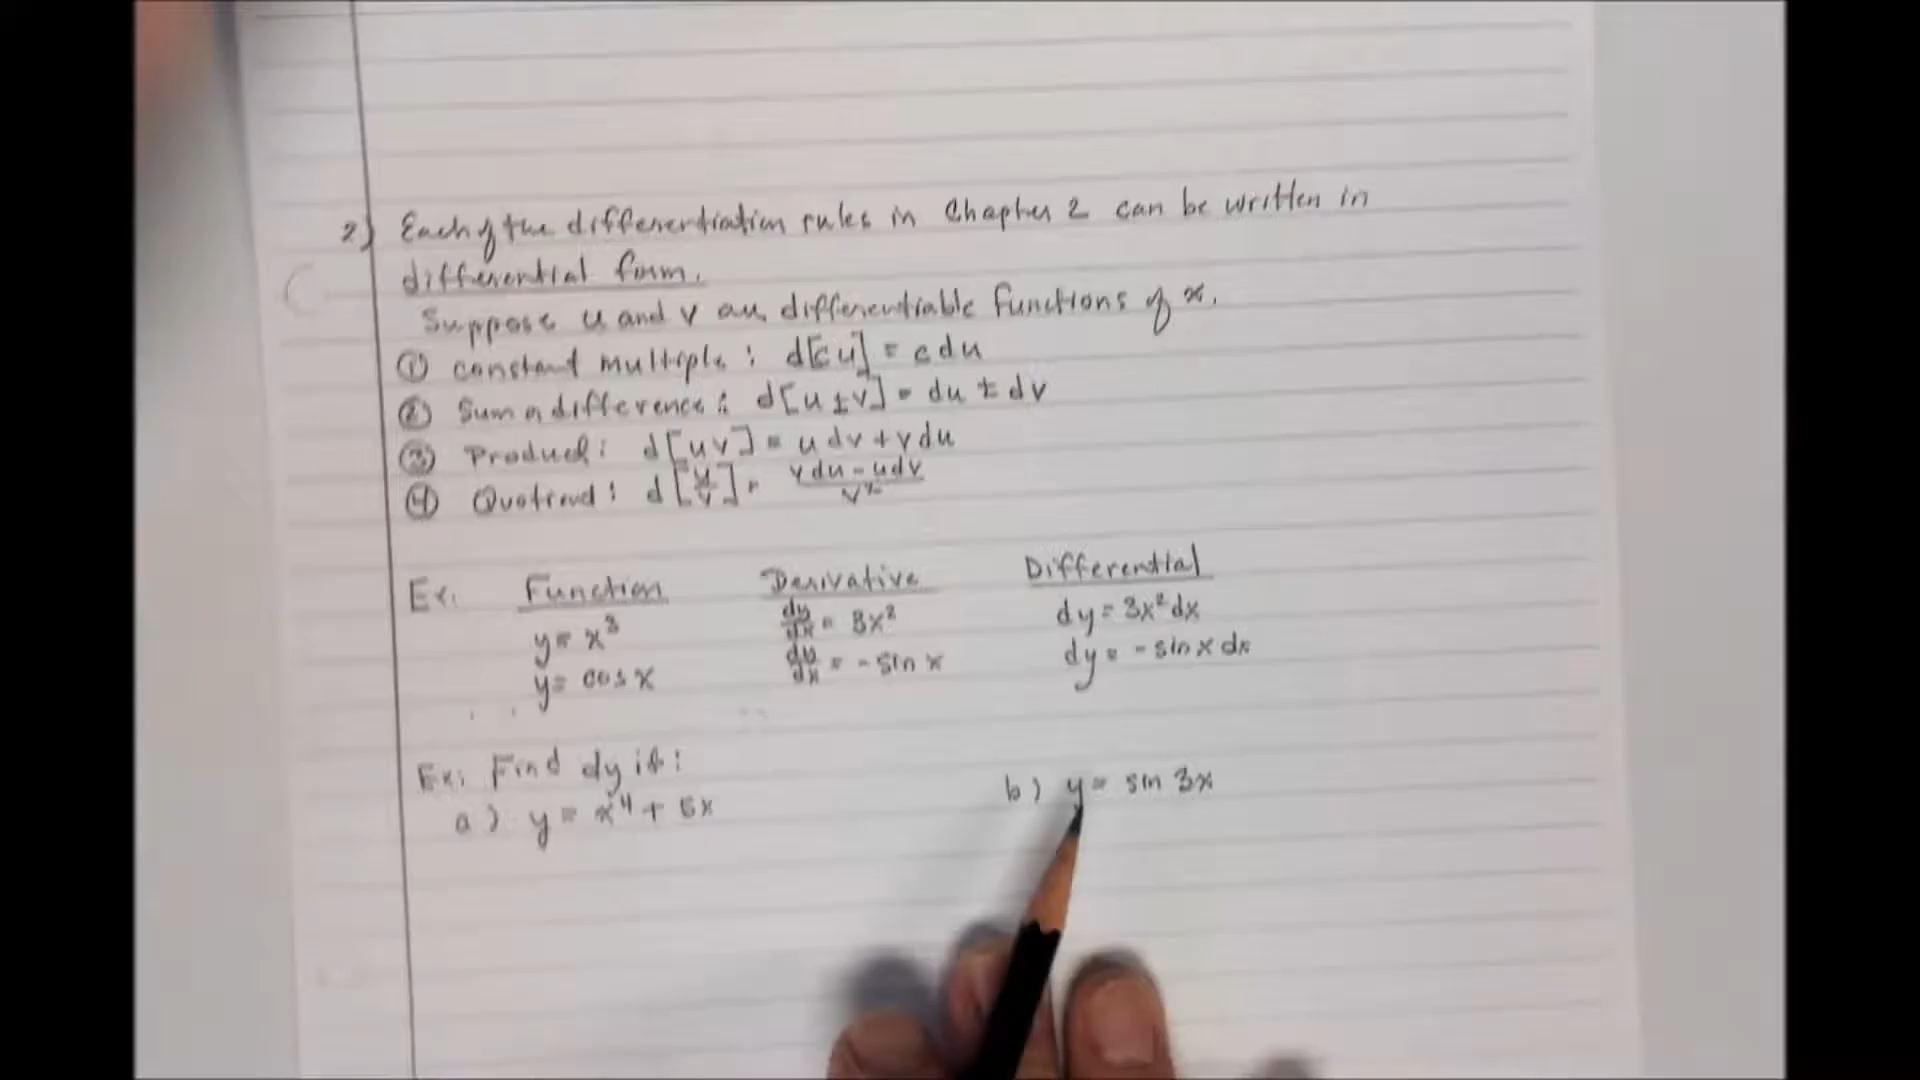 2) Each of the differentiation rules in Chapter 2 can be written in
differential form.
Suppose u and v are differentiable functions of x.
① constant multiple: d[cu] = c du
② Sum or difference: d[u ± v] = du ± dv
③ Product: d[uv] = u dv + v du
④ Quotient: d[u/v] = (v du - u dv)/v²
Ex: Function Derivative Differential
y = x³ dy/dx = 3x² dy = 3x² dx
y = cos x dy/dx = - sin x dy = - sin x dx
Ex: Find dy if:
a) y = x⁴ + 5x b) y = sin 3x